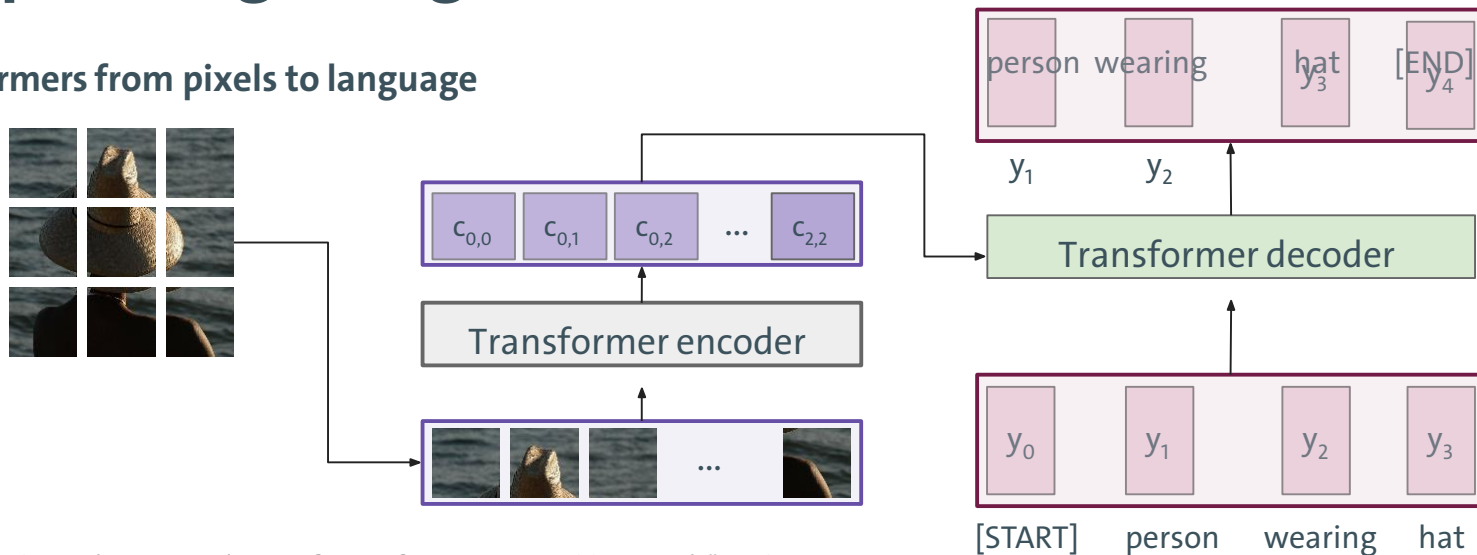 rmers from pixels to language
person wearing hat [END]
y3 y4
y1 y2
c0,0 c0,1 c0,2 ... c2,2
Transformer decoder
Transformer encoder
y0 y1 y2 y3
...
[START] person wearing hat